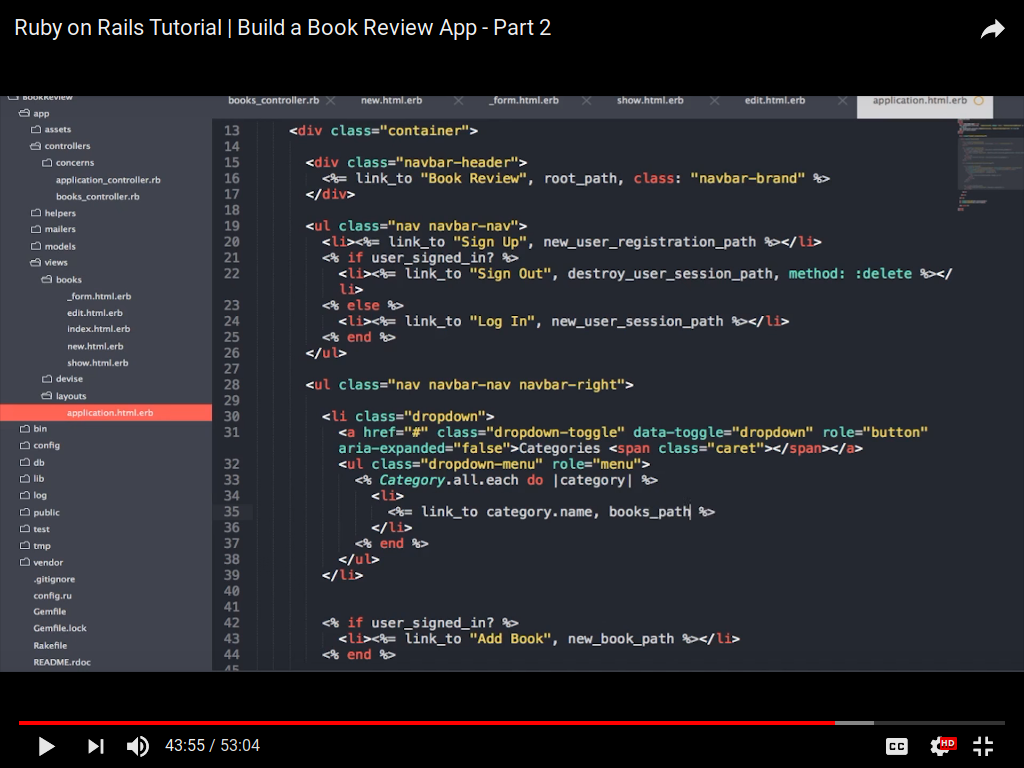 Ruby on Rails Tutorial | Build a Book Review App - Part 2
BookReview
app
assets
controllers
concerns
application_controller.rb
books_controller.rb
helpers
mailers
models
views
books
_form.html.erb
edit.html.erb
index.html.erb
new.html.erb
show.html.erb
devise
layouts
application.html.erb
bin
config
db
lib
log
public
test
tmp
vendor
.gitignore
config.ru
Gemfile
Gemfile.lock
Rakefile
README.rdoc
books_controller.rb new.html.erb _form.html.erb show.html.erb edit.html.erb application.html.erb
13 <div class="container">
14
15 <div class="navbar-header">
16 <%= link_to "Book Review", root_path, class: "navbar-brand" %>
17 </div>
18
19 <ul class="nav navbar-nav">
20 <li><%= link_to "Sign Up", new_user_registration_path %></li>
21 <% if user_signed_in? %>
22 <li><%= link_to "Sign Out", destroy_user_session_path, method: :delete %></
li>
23 <% else %>
24 <li><%= link_to "Log In", new_user_session_path %></li>
25 <% end %>
26 </ul>
27
28 <ul class="nav navbar-nav navbar-right">
29
30 <li class="dropdown">
31 <a href="#" class="dropdown-toggle" data-toggle="dropdown" role="button"
aria-expanded="false">Categories <span class="caret"></span></a>
32 <ul class="dropdown-menu" role="menu">
33 <% Category.all.each do |category| %>
34 <li>
35 <%= link_to category.name, books_path %>
36 </li>
37 <% end %>
38 </ul>
39 </li>
40
41
42 <% if user_signed_in? %>
43 <li><%= link_to "Add Book", new_book_path %></li>
44 <% end %>
45
43:55 / 53:04
CC
HD